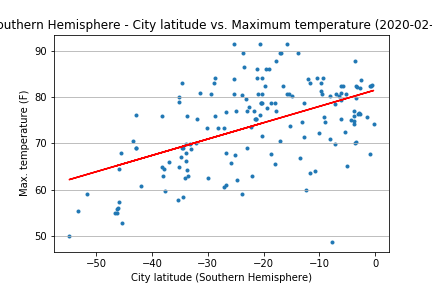 outhern Hemisphere - City latitude vs. Maximum temperature (2020-02-
90
80
70
60
50
Max. temperature (F)
−50 −40 −30 −20 −10 0
City latitude (Southern Hemisphere)